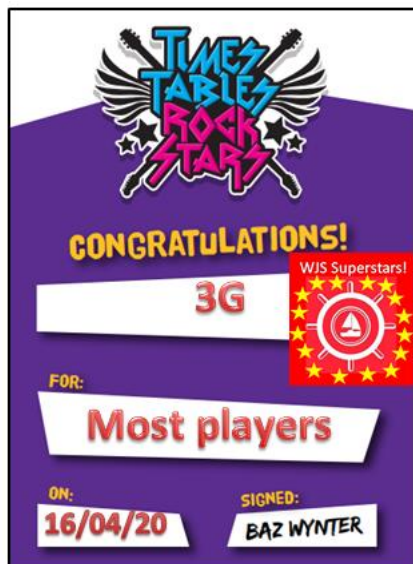 TIMES
TABLES
ROCK
STARS
CONGRATULATIONS!
WJS Superstars!
3G
FOR:
Most players
ON:
16/04/20
SIGNED:
BAZ WYNTER